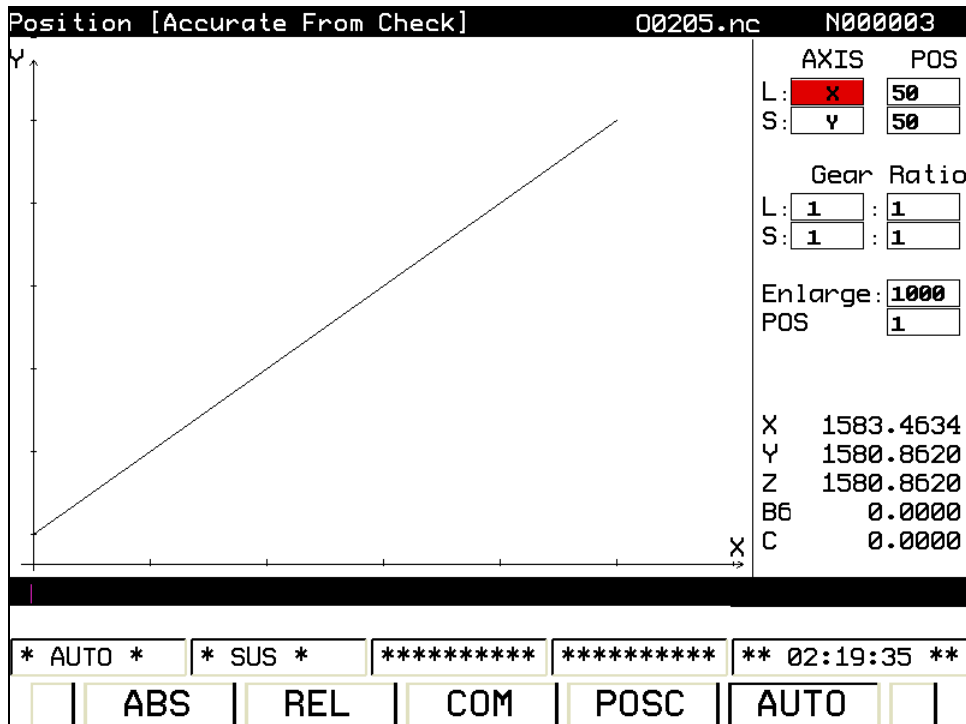 Position [Accurate From Check] O0205.nc N000003
Y
AXIS POS
L: X 50
S: Y 50
Gear Ratio
L: 1 : 1
S: 1 : 1
Enlarge: 1000
POS 1
X 1583.4634
Y 1580.8620
Z 1580.8620
B6 0.0000
C 0.0000
X
* AUTO * * SUS * ********** ********** ** 02:19:35 **
ABS REL COM POSC AUTO